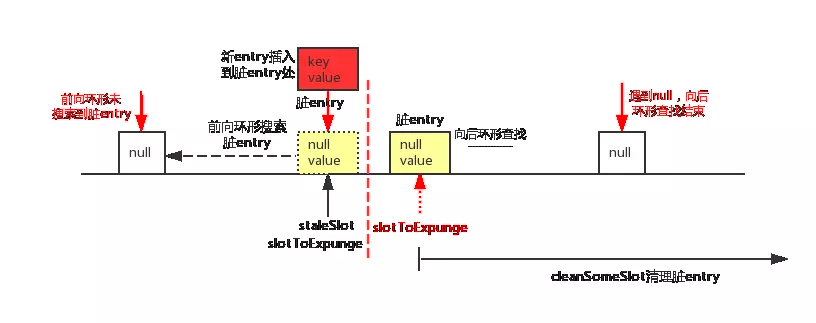 新entry插入
到脏entry处
key
value
脏entry
前向环形未
搜索到脏entry
遇到null，向后
环形查找结束
前向环形搜索
脏entry
脏entry
向后环形查找
null
null
value
null
value
null
staleSlot
slotToExpunge
slotToExpunge
cleanSomeSlot清理脏entry